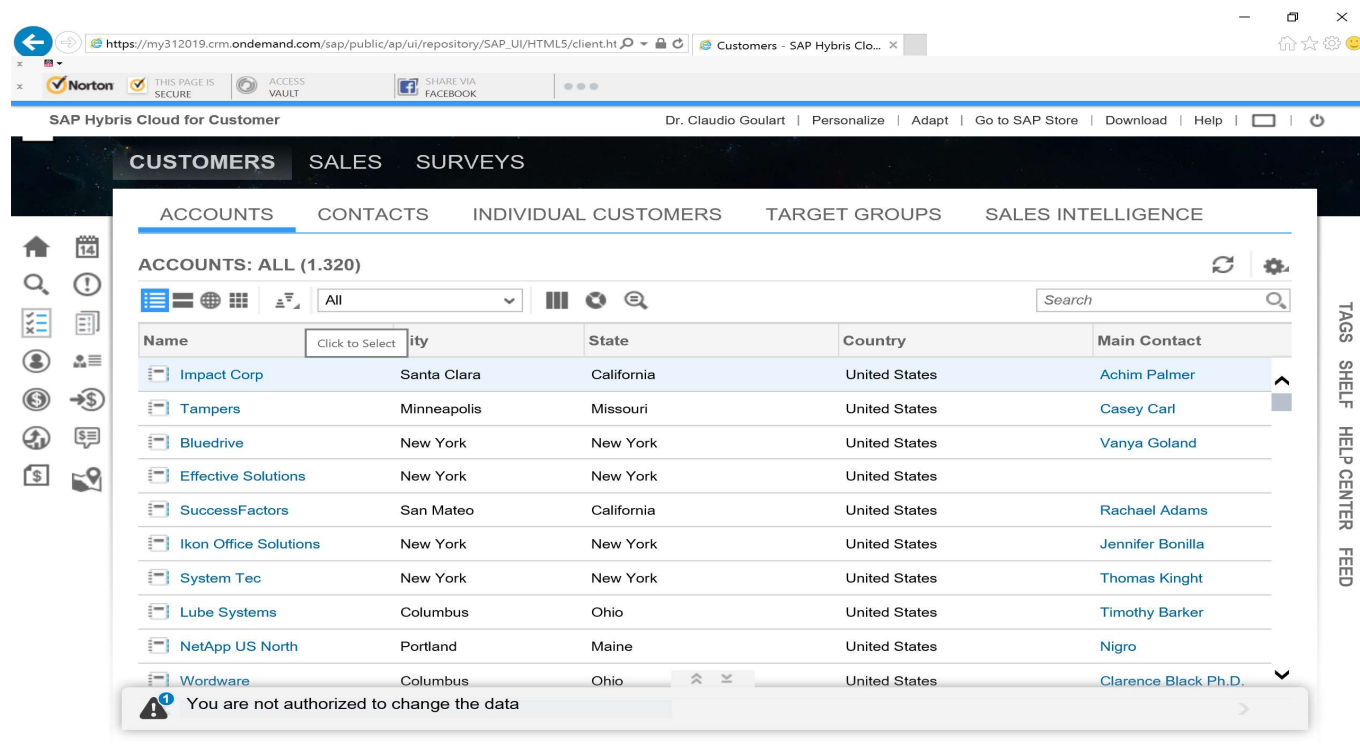 https://my312019.crm.ondemand.com/sap/public/ap/ui/repository/SAP_UI/HTML5/client.ht
Customers - SAP Hybris Clo...
Norton THIS PAGE IS SECURE ACCESS VAULT SHARE VIA FACEBOOK
SAP Hybris Cloud for Customer Dr. Claudio Goulart | Personalize | Adapt | Go to SAP Store | Download | Help |
CUSTOMERS SALES SURVEYS
ACCOUNTS CONTACTS INDIVIDUAL CUSTOMERS TARGET GROUPS SALES INTELLIGENCE
14
ACCOUNTS: ALL (1.320)
All Search
Name Click to Select ity State Country Main Contact
Impact Corp Santa Clara California United States Achim Palmer
Tampers Minneapolis Missouri United States Casey Carl
Bluedrive New York New York United States Vanya Goland
Effective Solutions New York New York United States
SuccessFactors San Mateo California United States Rachael Adams
Ikon Office Solutions New York New York United States Jennifer Bonilla
System Tec New York New York United States Thomas Kinght
Lube Systems Columbus Ohio United States Timothy Barker
NetApp US North Portland Maine United States Nigro
Wordware Columbus Ohio United States Clarence Black Ph.D.
1 You are not authorized to change the data
TAGS SHELF HELP CENTER FEED